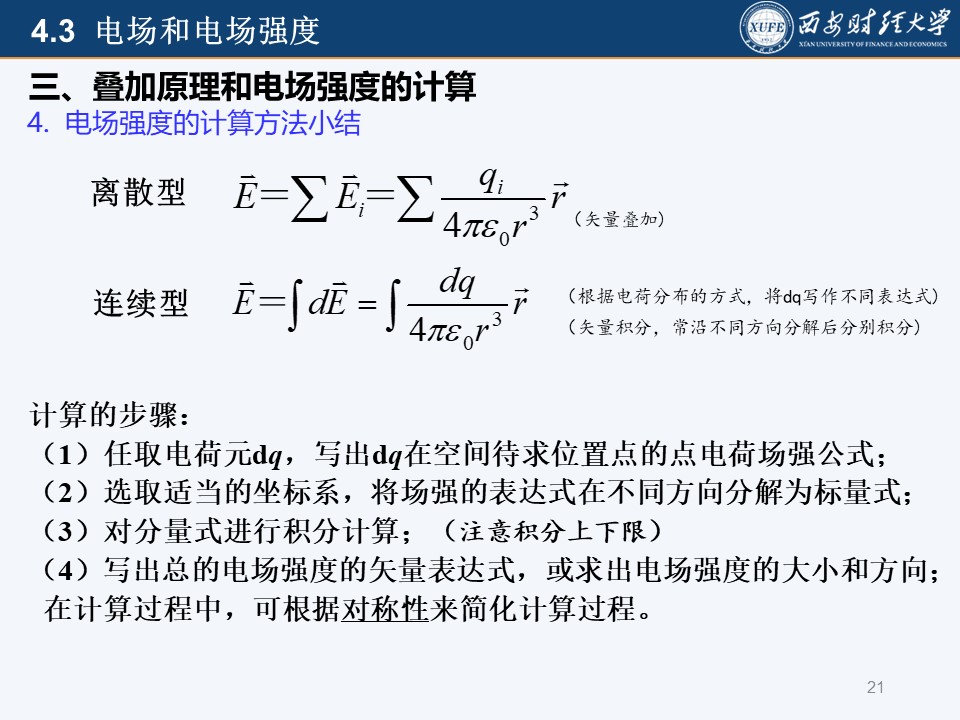 4.3 电场和电场强度
XUFE 西安财经大学
XI'AN UNIVERSITY OF FINANCE AND ECONOMICS
三、叠加原理和电场强度的计算
4. 电场强度的计算方法小结
离散型 $\vec{E}=\sum \vec{E}_i=\sum \frac{q_i}{4\pi\varepsilon_0 r^3}\vec{r}$ （矢量叠加）
连续型 $\vec{E}=\int d\vec{E}=\int \frac{dq}{4\pi\varepsilon_0 r^3}\vec{r}$ （根据电荷分布的方式，将dq写作不同表达式）
（矢量积分，常沿不同方向分解后分别积分）
计算的步骤：
（1）任取电荷元dq，写出dq在空间待求位置点的点电荷场强公式；
（2）选取适当的坐标系，将场强的表达式在不同方向分解为标量式；
（3）对分量式进行积分计算；（注意积分上下限）
（4）写出总的电场强度的矢量表达式，或求出电场强度的大小和方向；
在计算过程中，可根据对称性来简化计算过程。
21